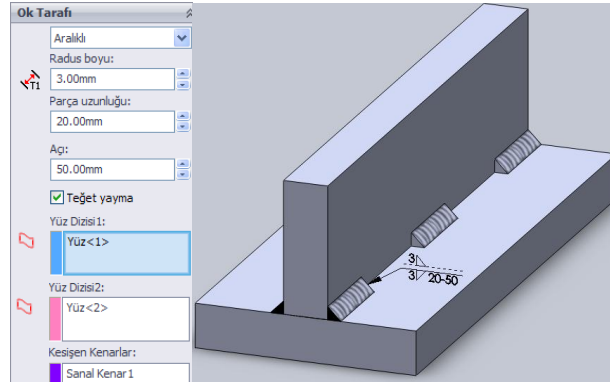 Ok Tarafı
Aralıklı
Radus boyu:
T1
3.00mm
Parça uzunluğu:
20.00mm
Açı:
50.00mm
Teğet yayma
Yüz Dizisi1:
Yüz<1>
Yüz Dizisi2:
Yüz<2>
Kesişen Kenarlar:
Sanal Kenar1
3
3 20-50